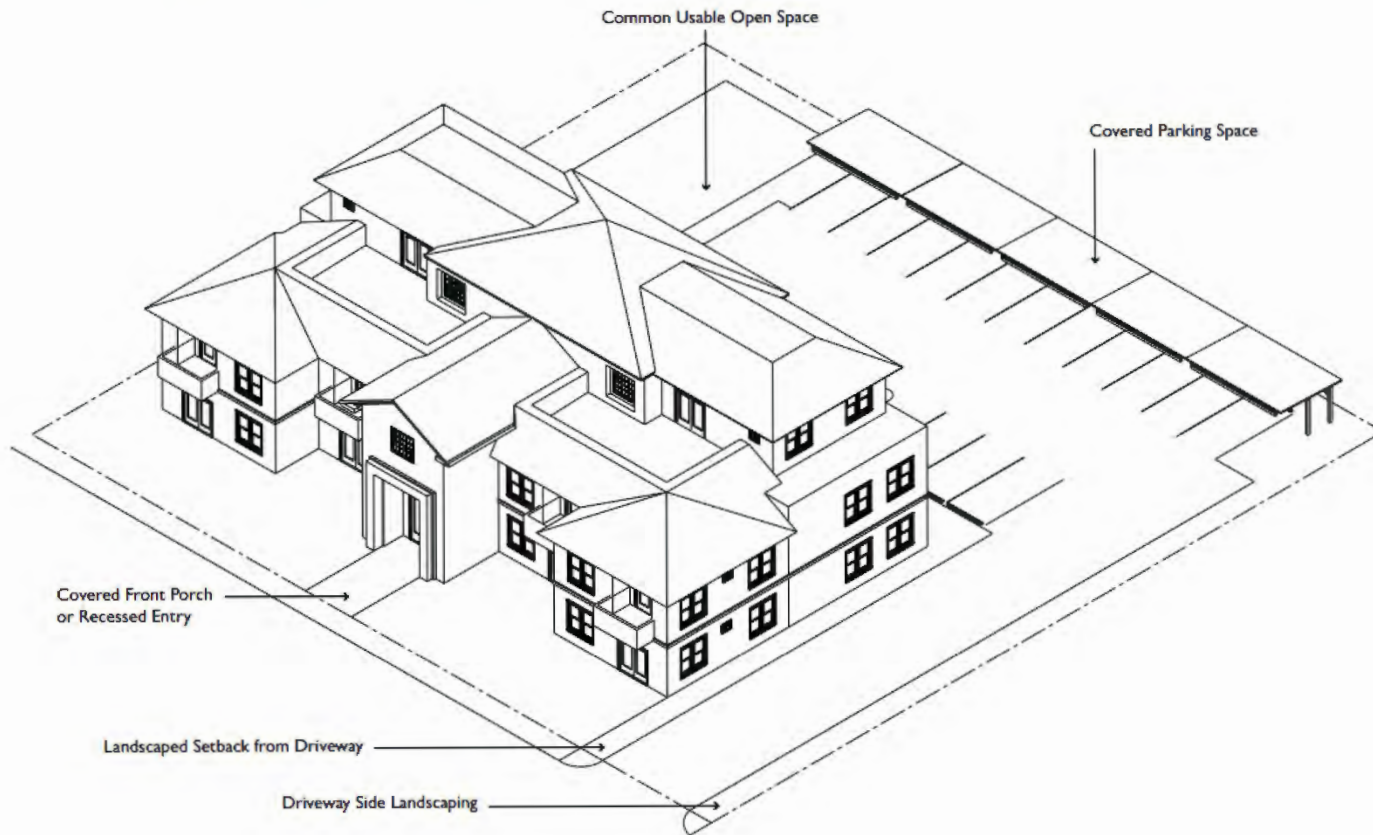 Common Usable Open Space
Covered Parking Space
Covered Front Porch
or Recessed Entry
Landscaped Setback from Driveway
Driveway Side Landscaping